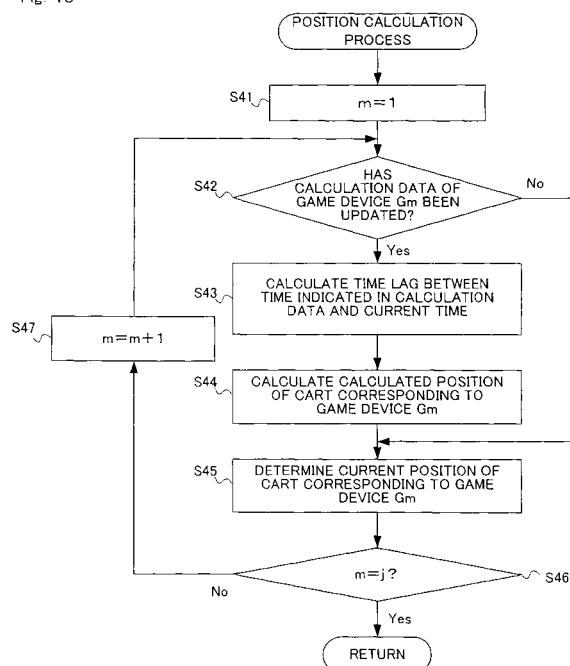 POSITION CALCULATION
PROCESS
S41
m=1
S42
HAS
CALCULATION DATA OF
GAME DEVICE Gm BEEN
UPDATED?
No
Yes
S43
CALCULATE TIME LAG BETWEEN
TIME INDICATED IN CALCULATION
DATA AND CURRENT TIME
S47
m=m+1
S44
CALCULATE CALCULATED POSITION
OF CART CORRESPONDING TO
GAME DEVICE Gm
S45
DETERMINE CURRENT POSITION OF
CART CORRESPONDING TO GAME
DEVICE Gm
m=j?
S46
No
Yes
RETURN